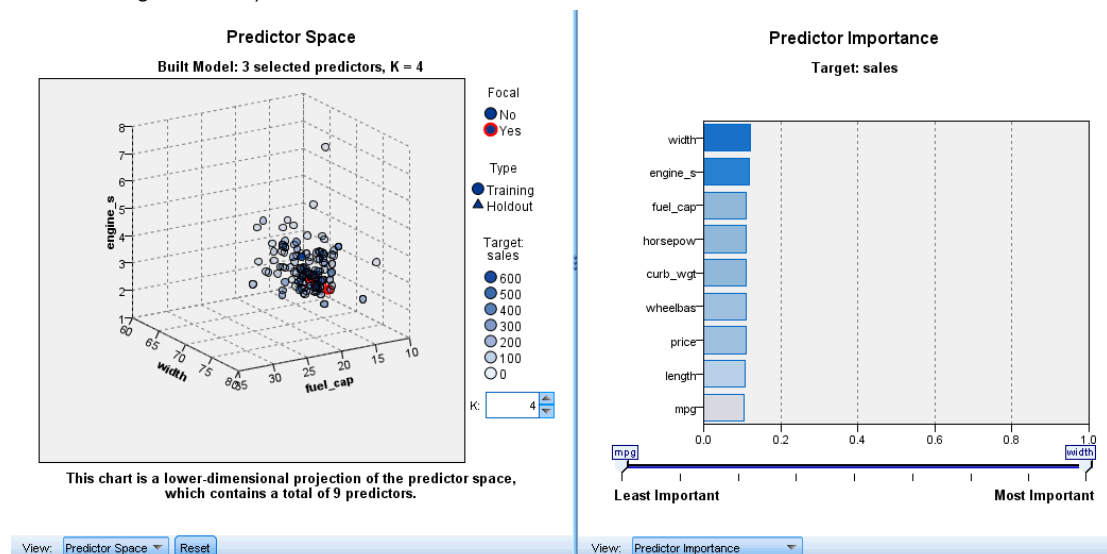 Predictor Space
Built Model: 3 selected predictors, K = 4
engine_s
8
7
6
5
4
3
2
1
60
65
70
75
80
width
35
30
25
20
15
10
fuel_cap
Focal
No
Yes
Type
Training
Holdout
Target:
sales
600
500
400
300
200
100
0
K: 4
This chart is a lower-dimensional projection of the predictor space,
which contains a total of 9 predictors.
View: Predictor Space Reset
Predictor Importance
Target: sales
width
engine_s
fuel_cap
horsepow
curb_wgt
wheelbas
price
length
mpg
0.0 0.2 0.4 0.6 0.8 1.0
mpg width
Least Important Most Important
View: Predictor Importance